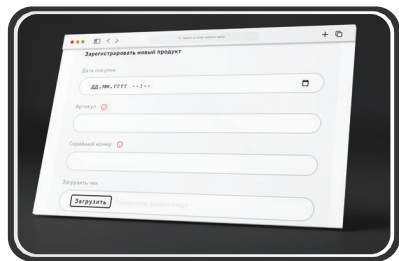 Зарегистрировать новый продукт
Дата покупки
ДД.ММ.ГГГГ --:--
Артикул
Серийный номер
Загрузить чек
Загрузить